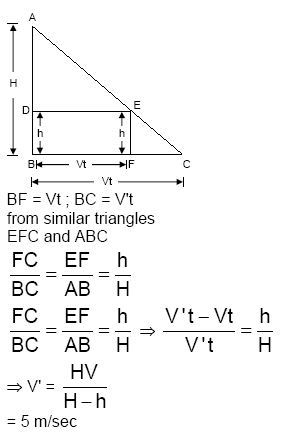 A
H
D
E
h
h
B
Vt
F
C
Vt
BF = Vt ; BC = V't
from similar triangles
EFC and ABC
FC/BC = EF/AB = h/H
FC/BC = EF/AB = h/H ⇒ V't – Vt/V't = h/H
⇒ V' = HV/H – h
= 5 m/sec